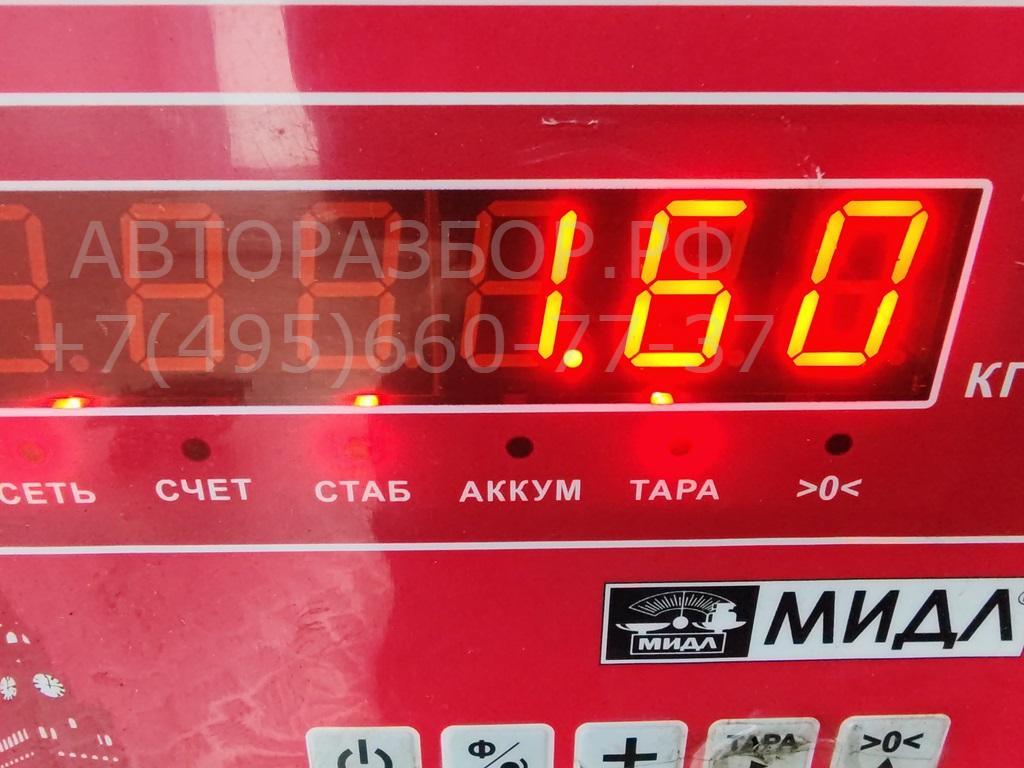 АВТОРАЗБОР.РФ
+7(495)660-77-37
1.60
КГ
СЕТЬ СЧЕТ СТАБ АККУМ ТАРА >0<
МИДЛ МИДЛ
Ф/ + ТАРА >0<